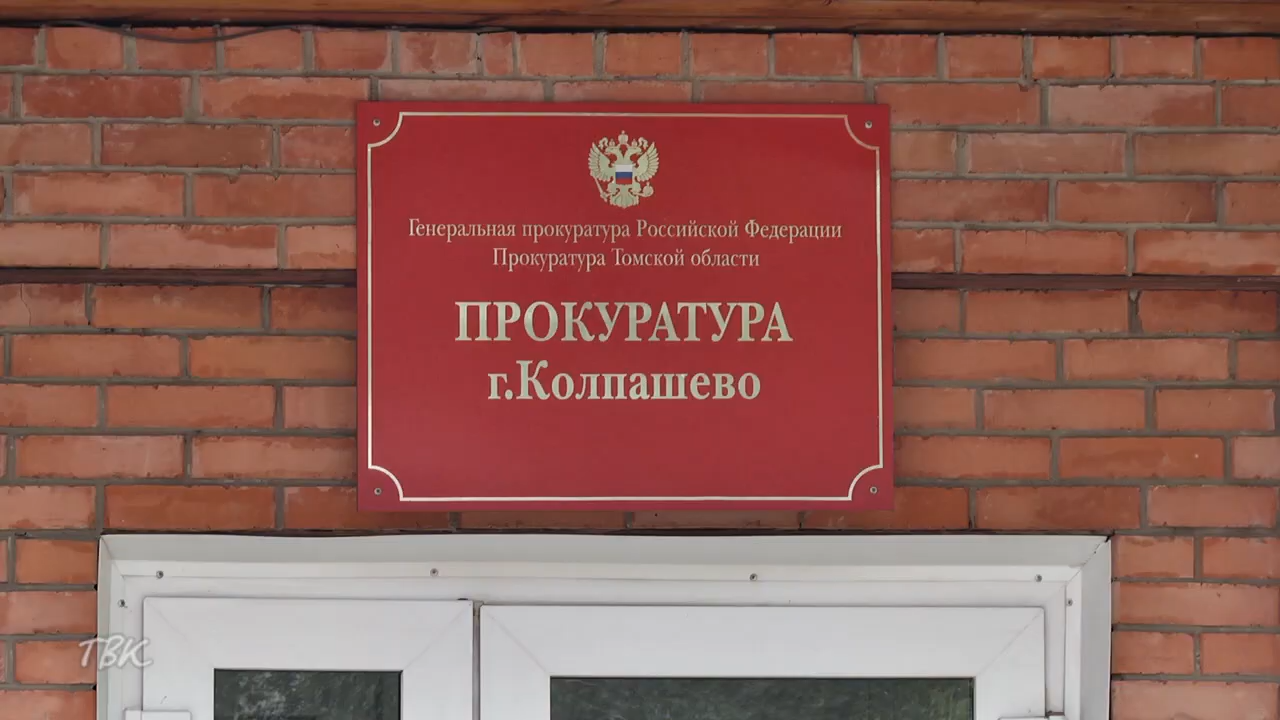 Генеральная прокуратура Российской Федерации
Прокуратура Томской области
ПРОКУРАТУРА
г.Колпашево
ТВК